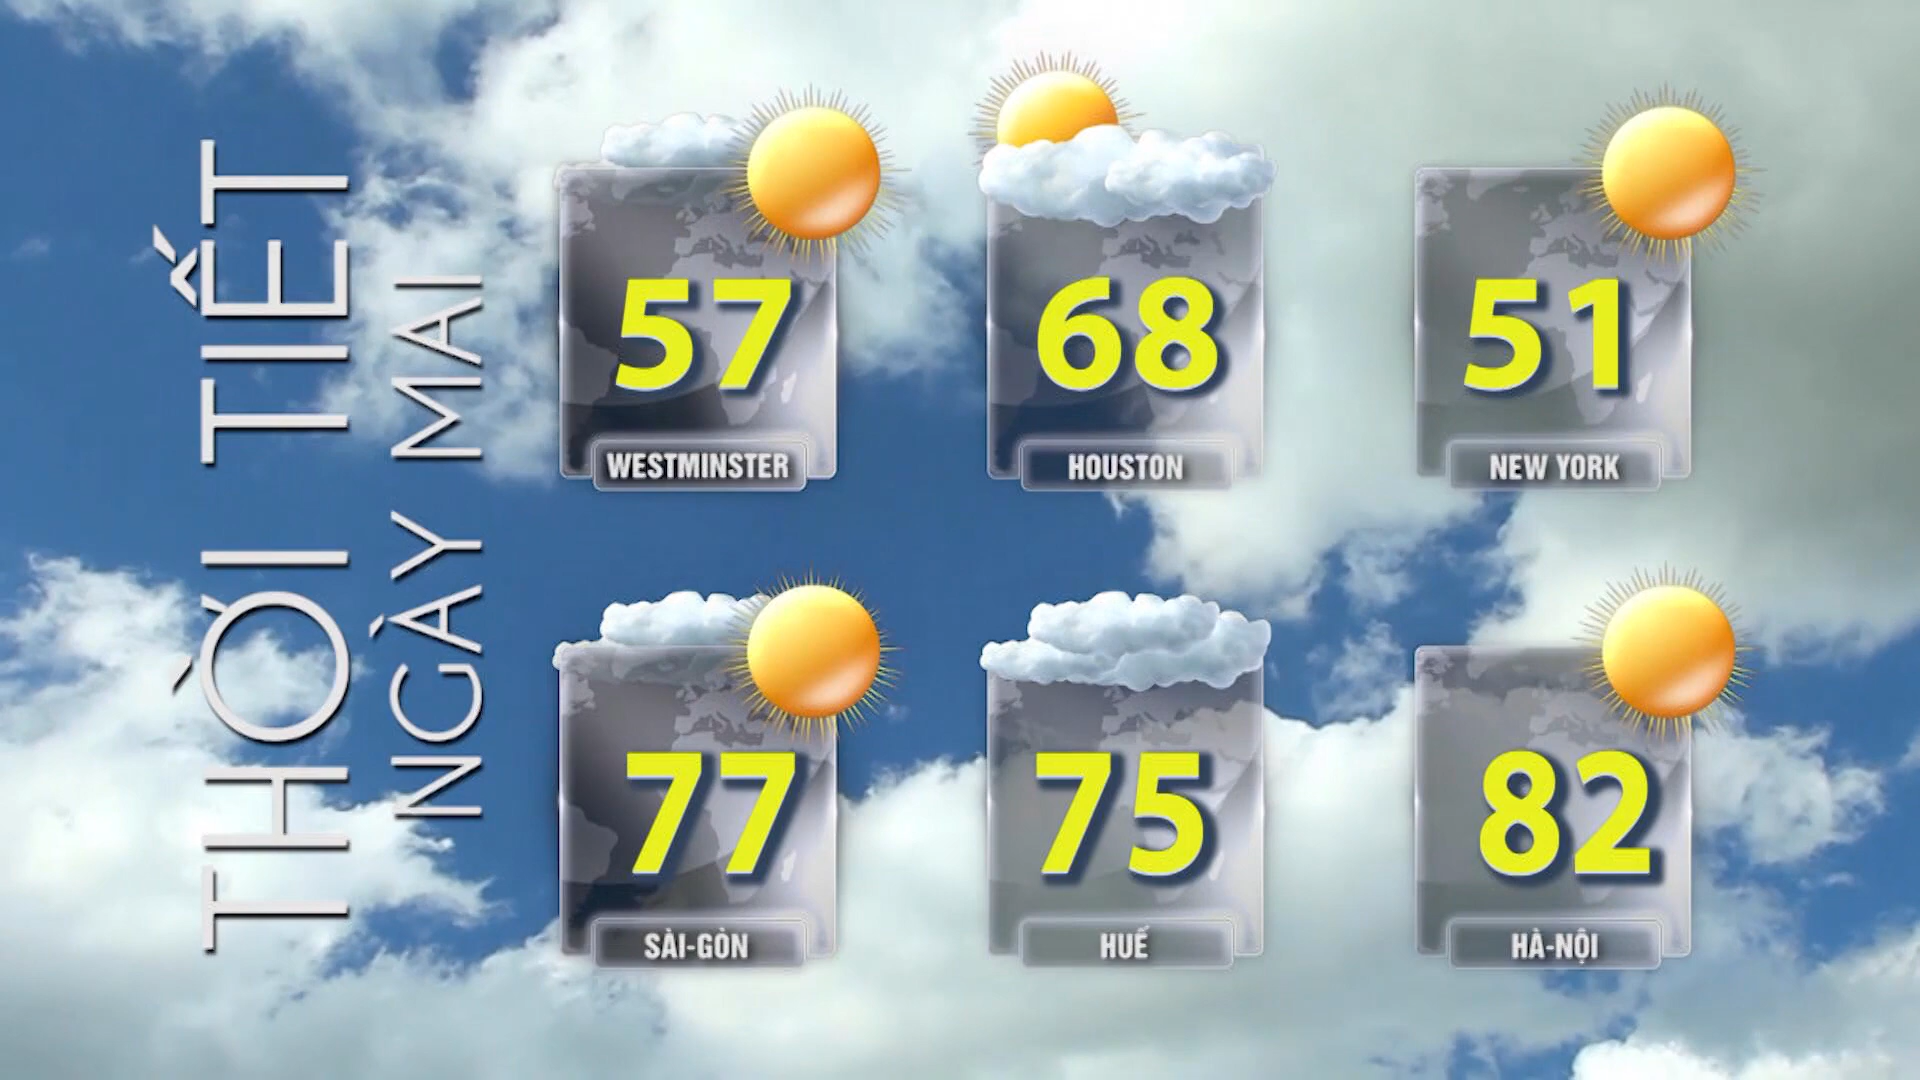 THỜI TIẾT
NGÀY MAI
57
68
51
WESTMINSTER
HOUSTON
NEW YORK
77
75
82
SÀI-GÒN
HUẾ
HÀ-NỘI